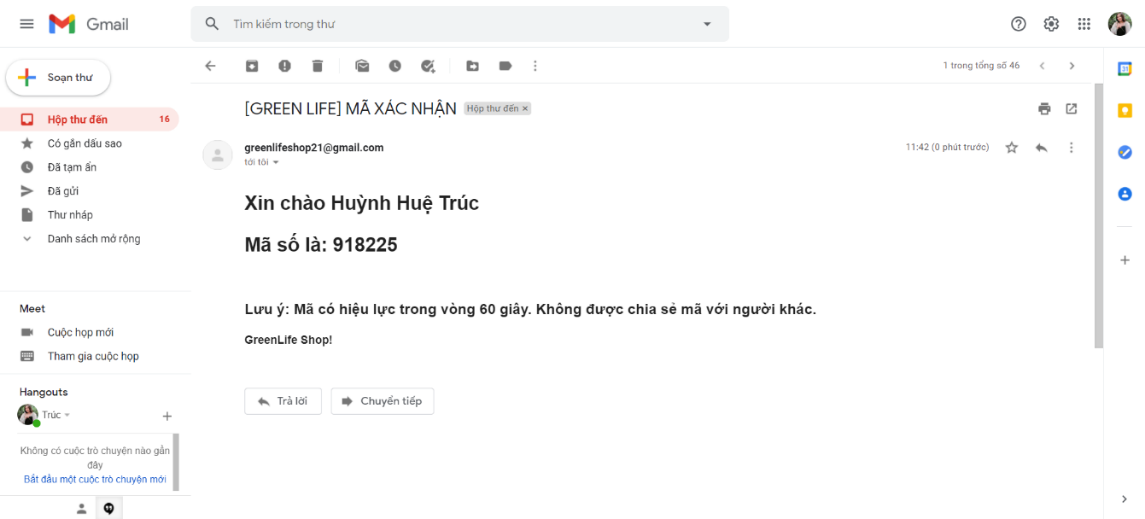 Gmail
Tìm kiếm trong thư
Soạn thư
1 trong tổng số 46
31
Hộp thư đến 16
Có gắn dấu sao
Đã tạm ẩn
Đã gửi
Thư nháp
Danh sách mở rộng
[GREEN LIFE] MÃ XÁC NHẬN Hộp thư đến ×
greenlifeshop21@gmail.com
tới tôi
11:42 (0 phút trước)
Xin chào Huỳnh Huệ Trúc
Mã số là: 918225
Lưu ý: Mã có hiệu lực trong vòng 60 giây. Không được chia sẻ mã với người khác.
GreenLife Shop!
Trả lời
Chuyển tiếp
Meet
Cuộc họp mới
Tham gia cuộc họp
Hangouts
Trúc
Không có cuộc trò chuyện nào gần
đây
Bắt đầu một cuộc trò chuyện mới